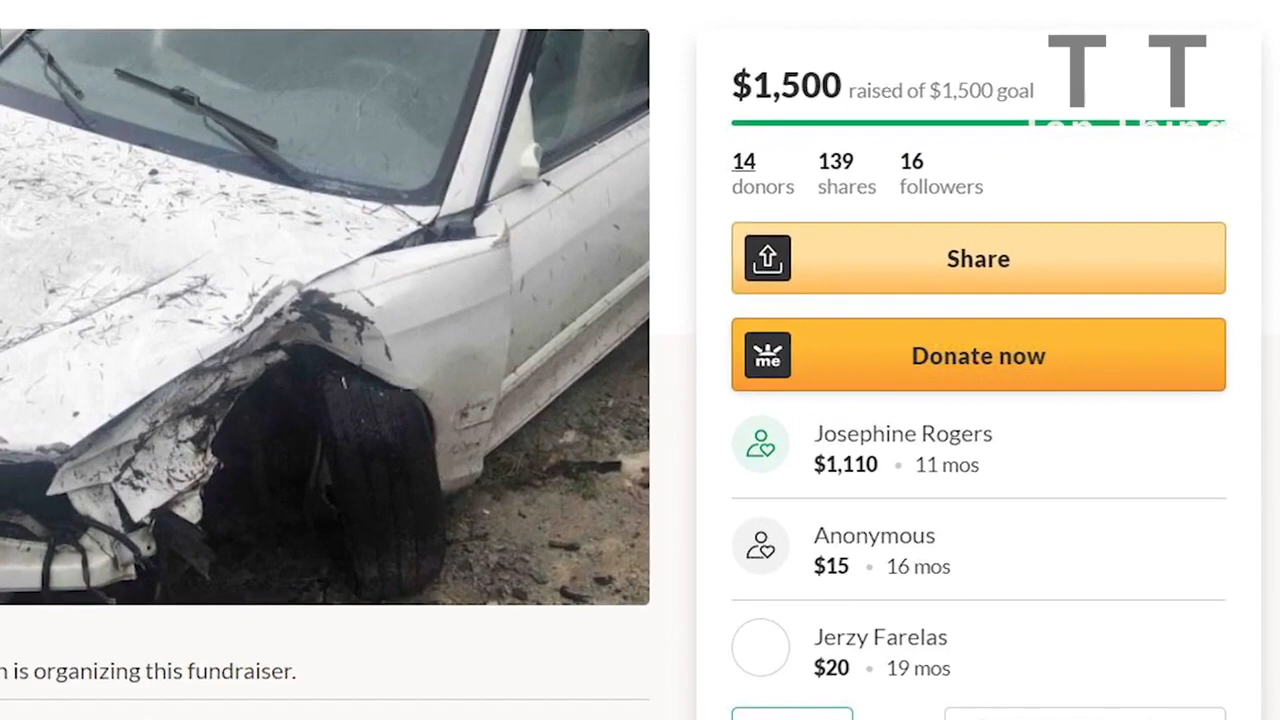 T T
$1,500 raised of $1,500 goal
14 139 16
donors shares followers
Share
me
Donate now
Josephine Rogers
$1,110 • 11 mos
Anonymous
$15 • 16 mos
Jerzy Farelas
$20 • 19 mos
is organizing this fundraiser.